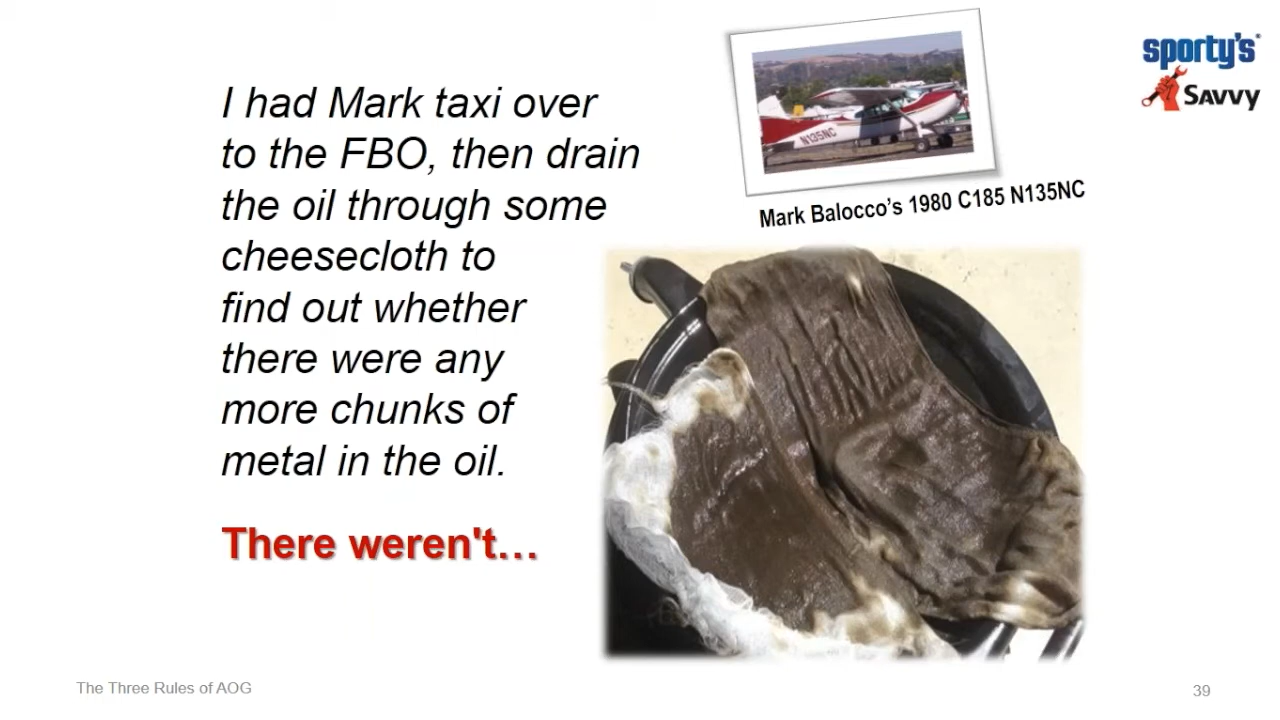 sporty's
SAVVY
N135NC
Mark Balocco's 1980 C185 N135NC
I had Mark taxi over
to the FBO, then drain
the oil through some
cheesecloth to
find out whether
there were any
more chunks of
metal in the oil.
There weren't…
The Three Rules of AOG
39